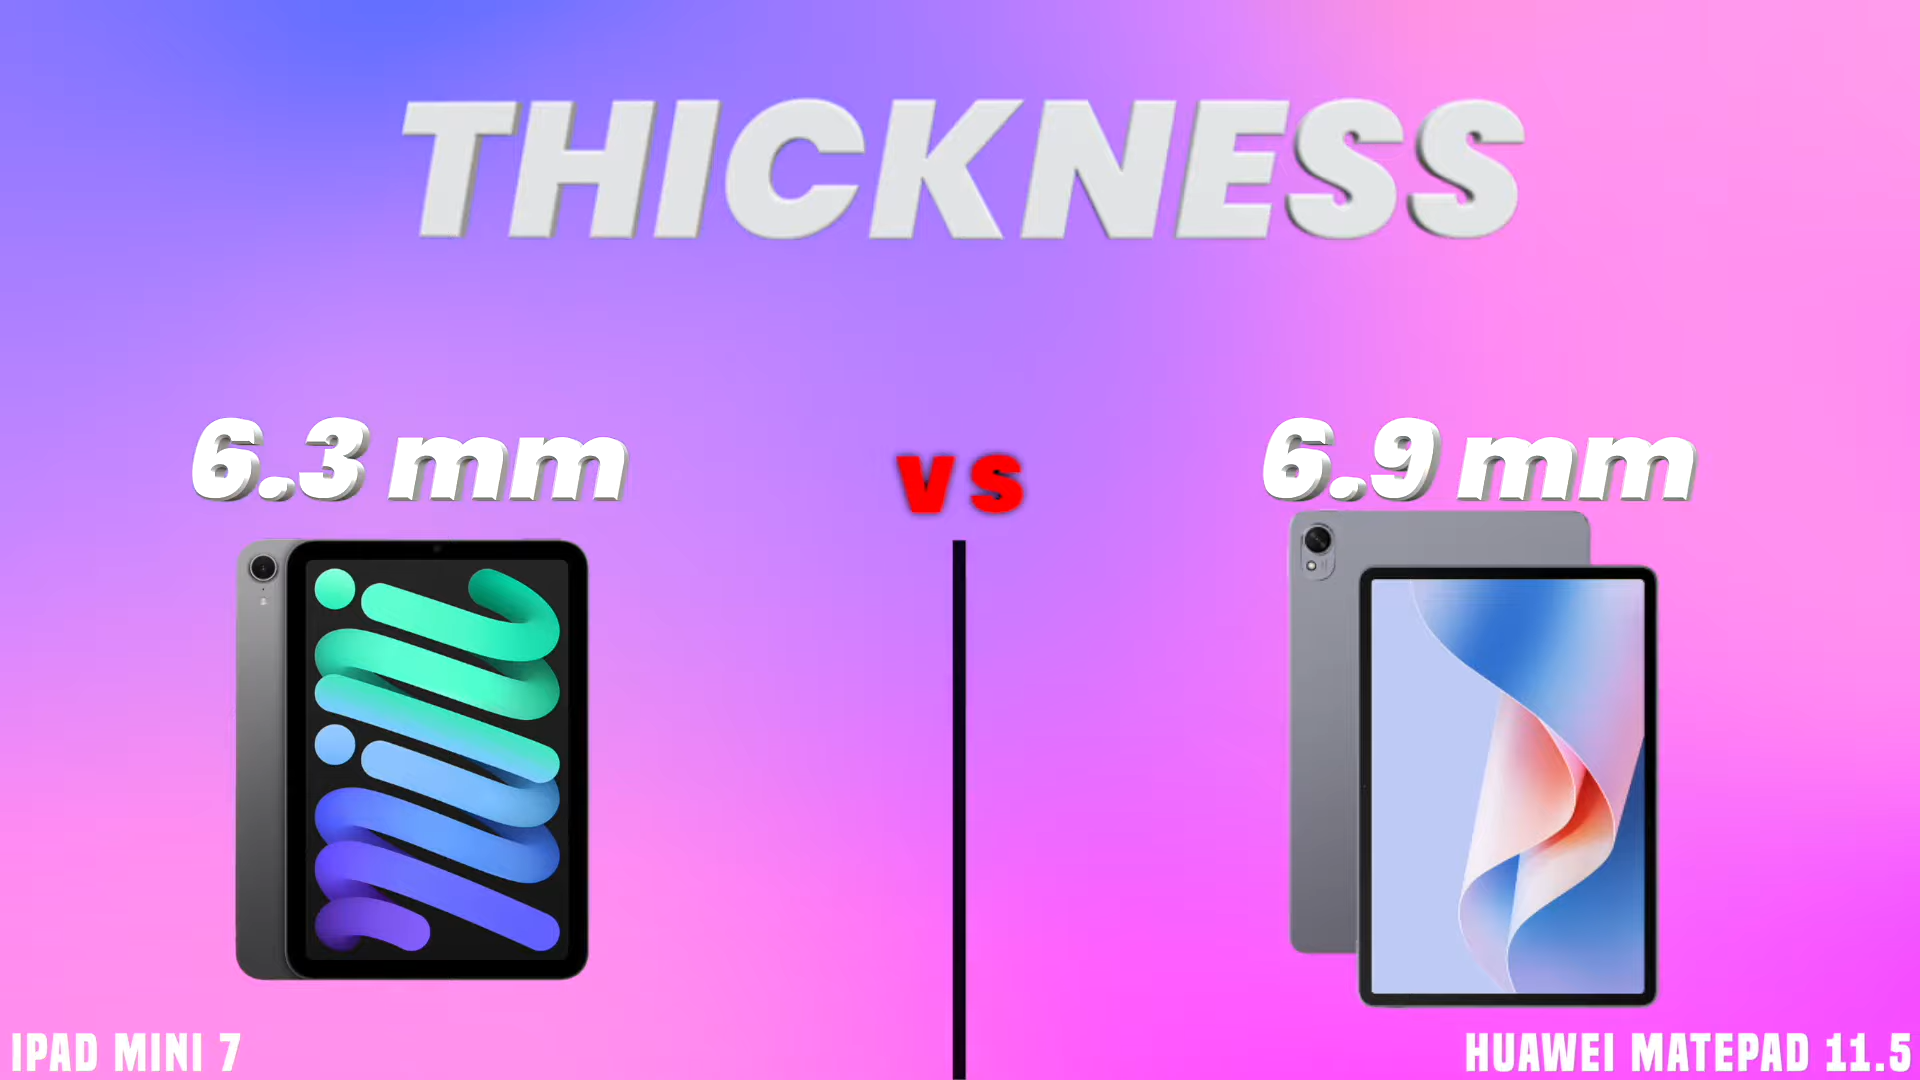 THICKNESS
6.3 mm
VS
6.9 mm
IPAD MINI 7
HUAWEI MATEPAD 11.5